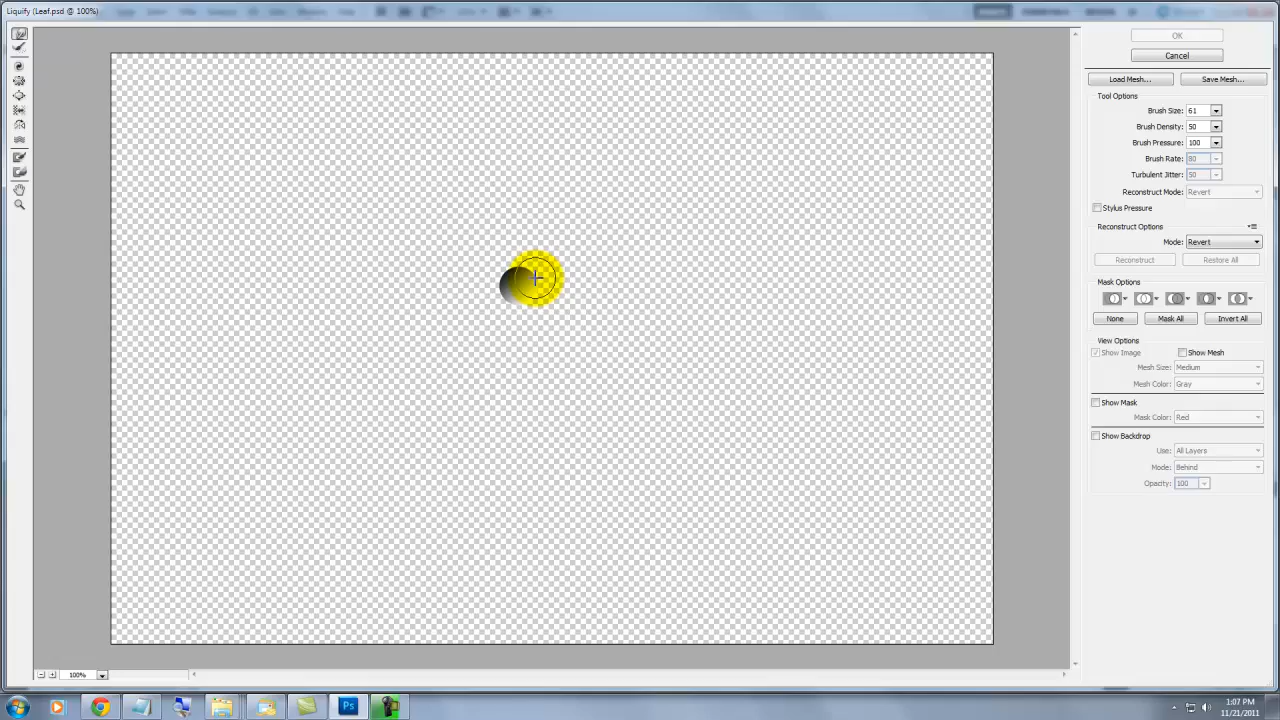 Liquify (Leaf.psd @ 100%)
OK
Cancel
Load Mesh... Save Mesh...
Tool Options
Brush Size: 61
Brush Density: 50
Brush Pressure: 100
Brush Rate: 80
Turbulent Jitter: 50
Reconstruct Mode: Revert
Stylus Pressure
Reconstruct Options
Mode: Revert
Reconstruct Restore All
Mask Options
None Mask All Invert All
View Options
Show Image Show Mesh
Mesh Size: Medium
Mesh Color: Gray
Show Mask
Mask Color: Red
Show Backdrop
Use: All Layers
Mode: Behind
Opacity: 100
100%
Ps
1:07 PM
11/21/2011